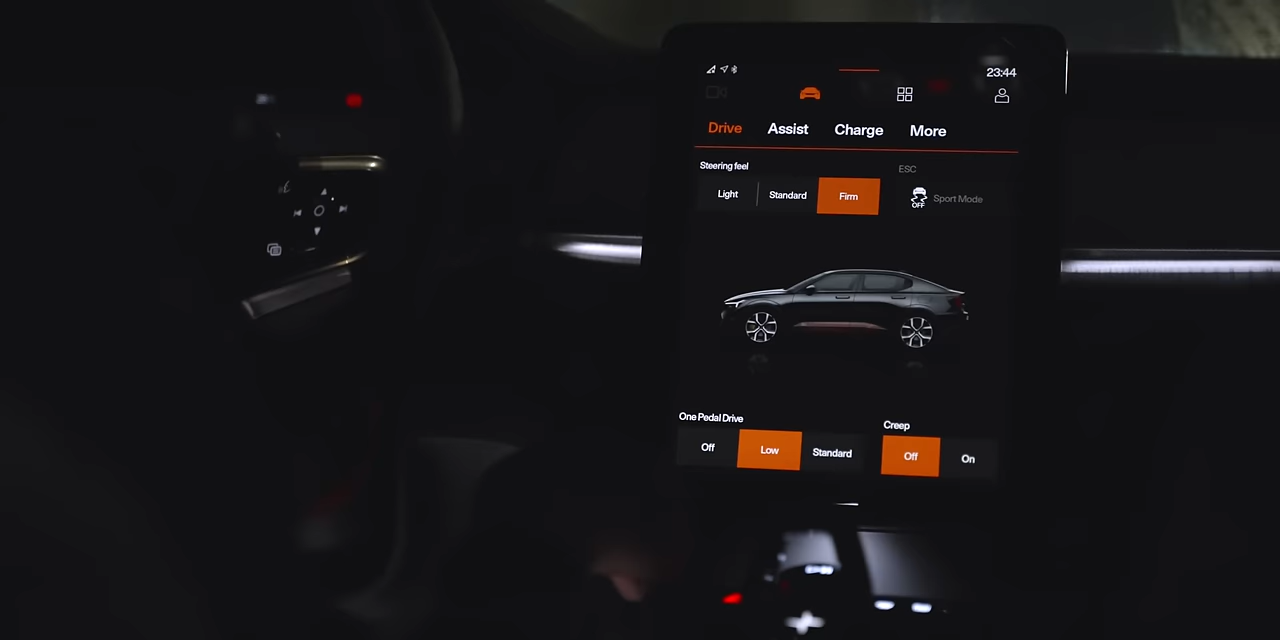 23:44
Drive Assist Charge More
Steering feel
ESC
Light Standard Firm
OFF Sport Mode
One Pedal Drive
Creep
Off Low Standard
Off On